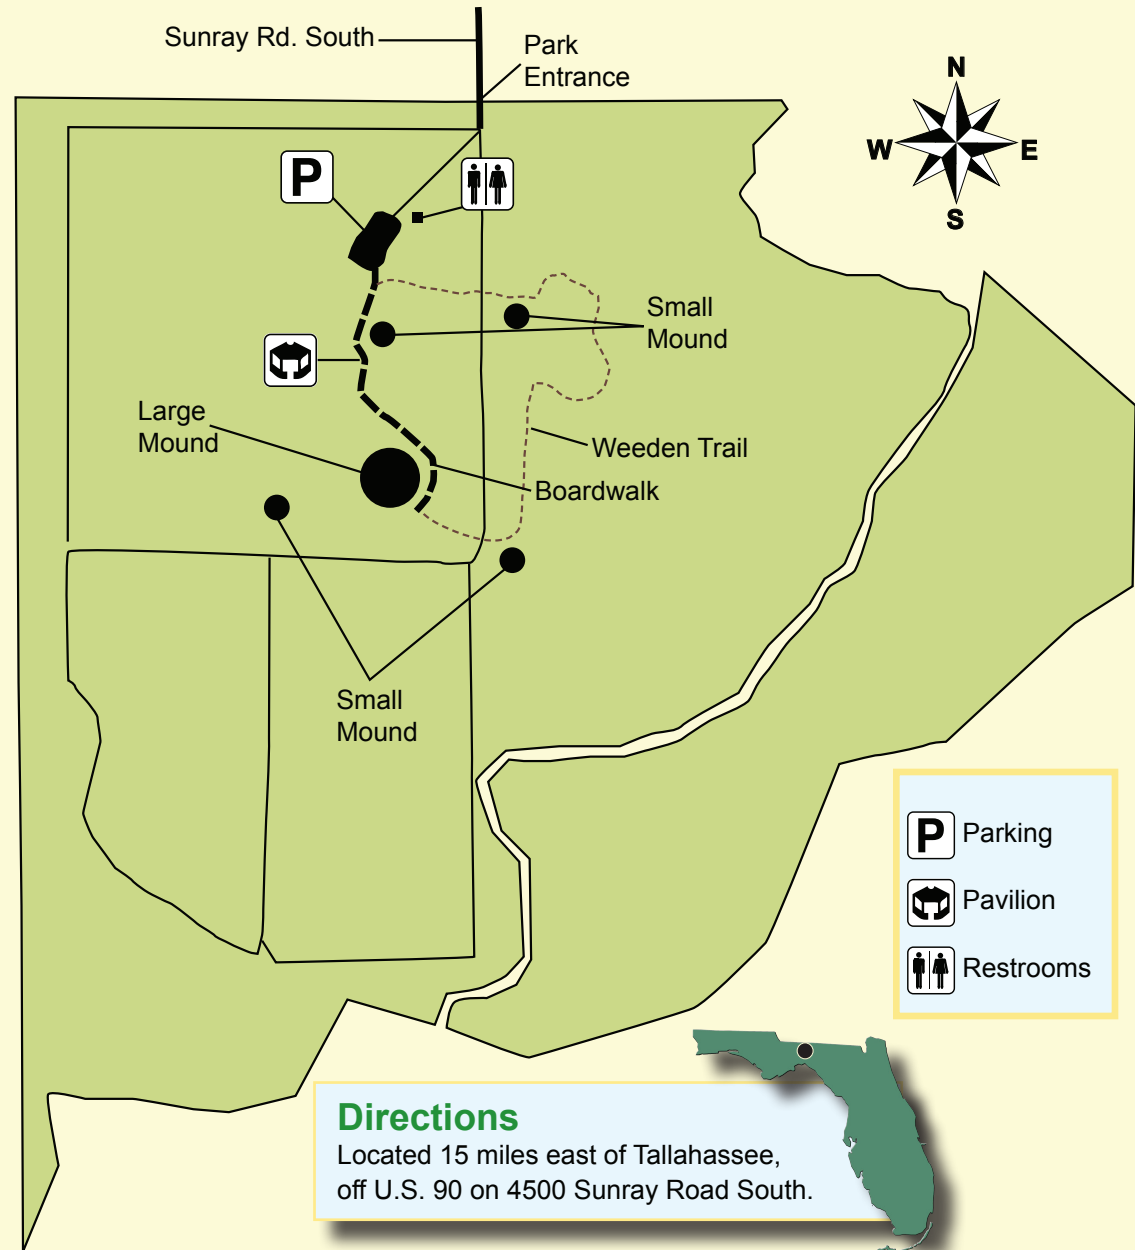 Sunray Rd. South
Park
Entrance
N
W
E
S
P
Small
Mound
Large
Mound
Weeden Trail
Boardwalk
Small
Mound
P Parking
Pavilion
Restrooms
Directions
Located 15 miles east of Tallahassee,
off U.S. 90 on 4500 Sunray Road South.